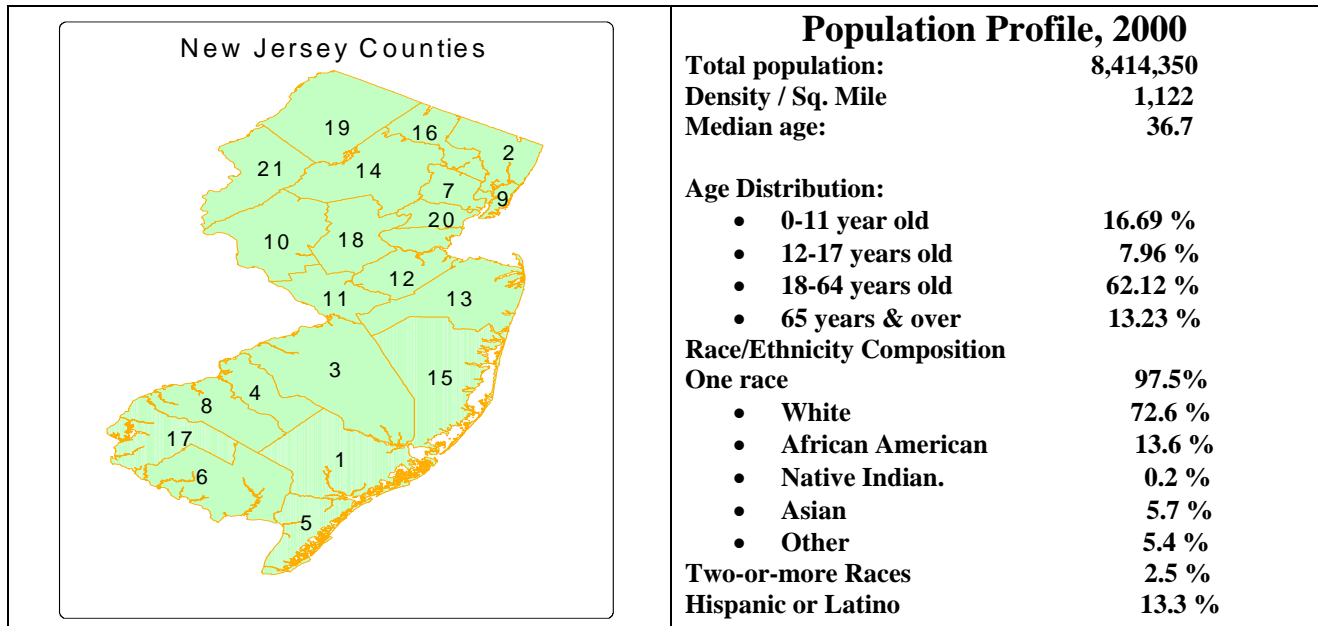 New Jersey Counties
19
16
2
21
14
7
9
20
10
18
12
11
13
3
15
4
8
17
1
6
5
Population Profile, 2000
Total population: 8,414,350
Density / Sq. Mile 1,122
Median age: 36.7
Age Distribution:
• 0-11 year old 16.69 %
• 12-17 years old 7.96 %
• 18-64 years old 62.12 %
• 65 years & over 13.23 %
Race/Ethnicity Composition
One race 97.5%
• White 72.6 %
• African American 13.6 %
• Native Indian. 0.2 %
• Asian 5.7 %
• Other 5.4 %
Two-or-more Races 2.5 %
Hispanic or Latino 13.3 %